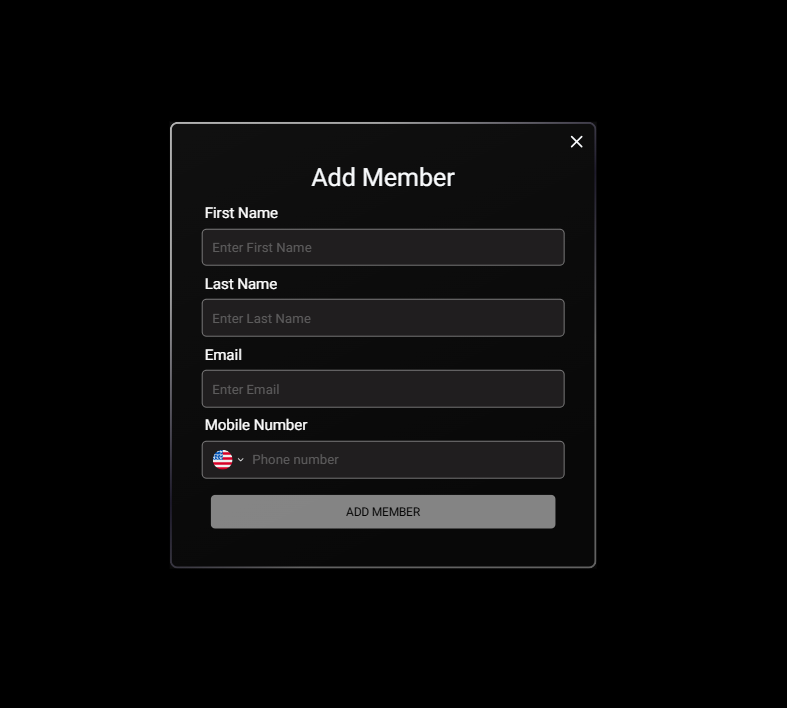 Add Member
First Name
Enter First Name
Last Name
Enter Last Name
Email
Enter Email
Mobile Number
Phone number
ADD MEMBER